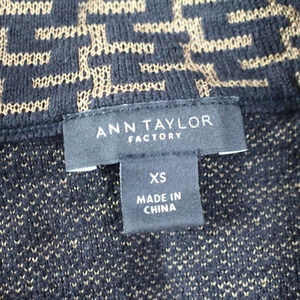 ANN TAYLOR
FACTORY
XS
MADE IN
CHINA